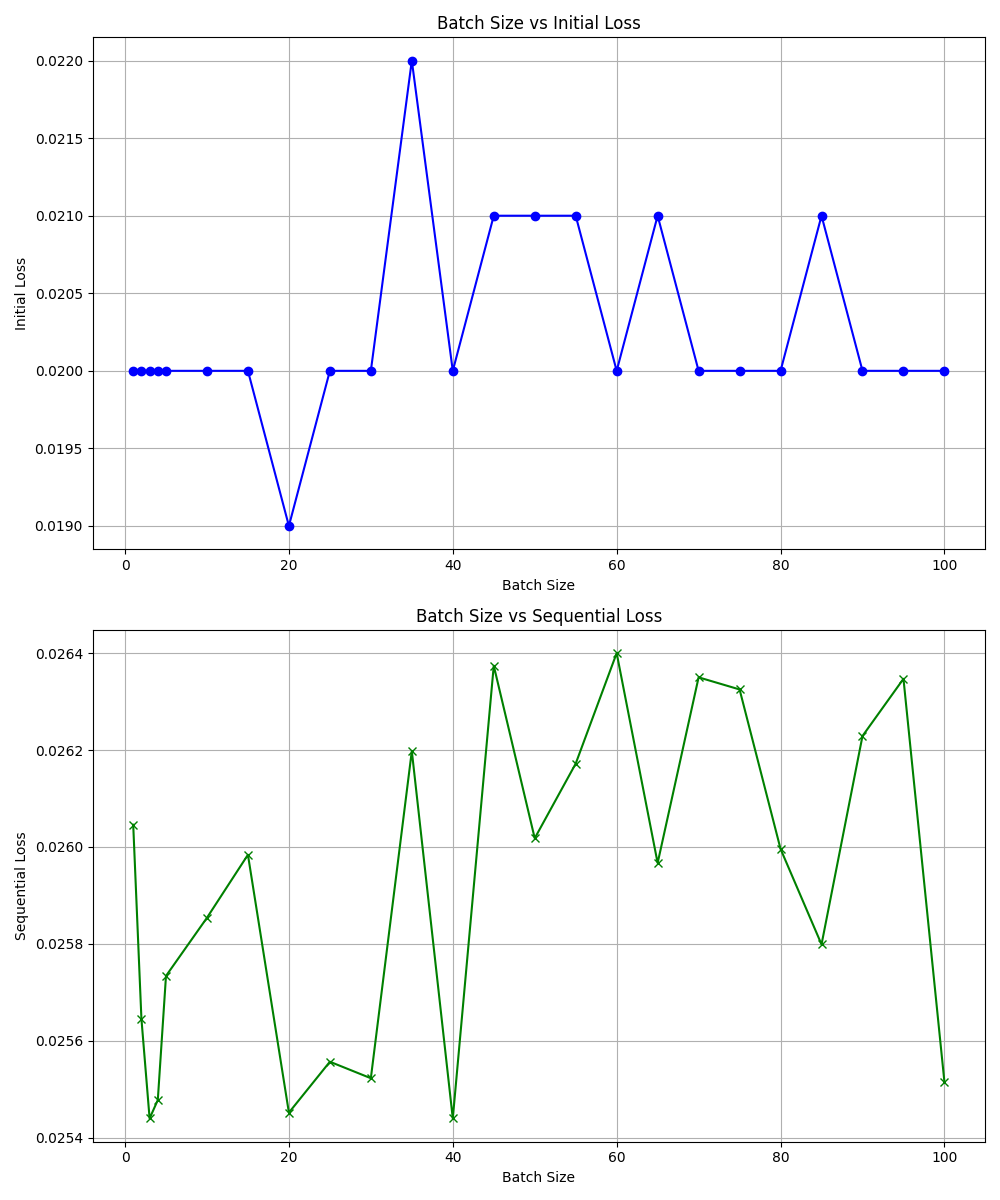 Batch Size vs Initial Loss
Initial Loss
0.0220
0.0215
0.0210
0.0205
0.0200
0.0195
0.0190
0 20 40 60 80 100
Batch Size
Batch Size vs Sequential Loss
Sequential Loss
0.0264
0.0262
0.0260
0.0258
0.0256
0.0254
0 20 40 60 80 100
Batch Size